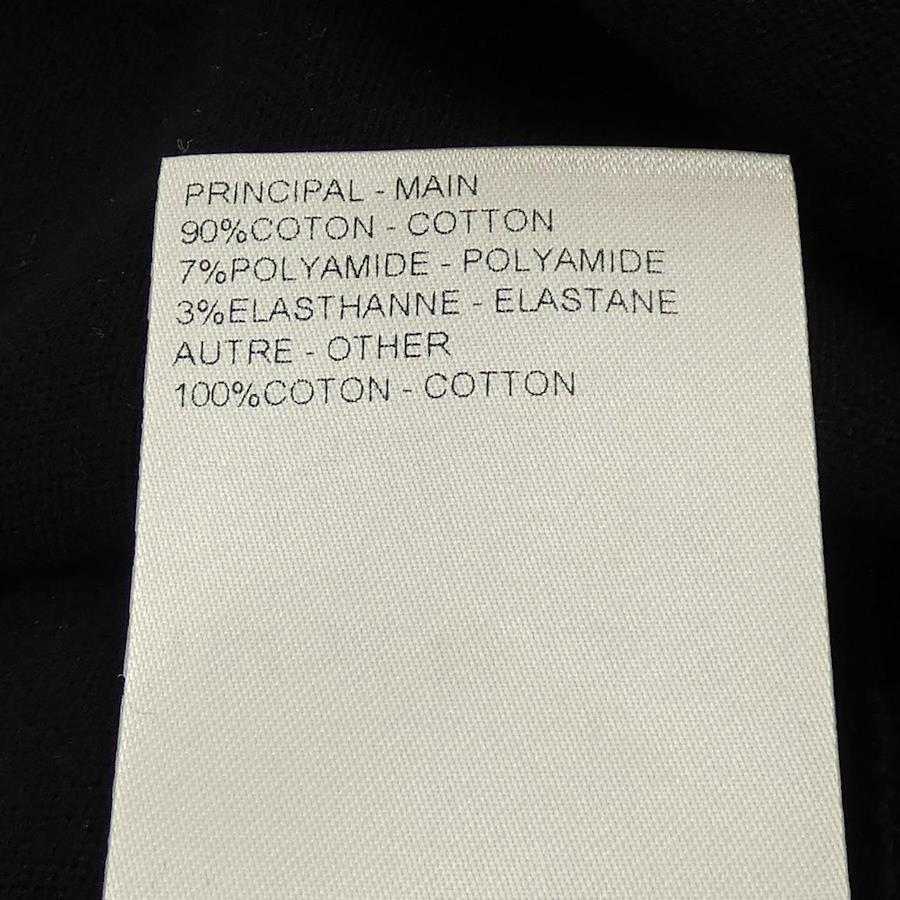 PRINCIPAL - MAIN
90%COTON - COTTON
7%POLYAMIDE - POLYAMIDE
3%ELASTHANNE - ELASTANE
AUTRE - OTHER
100%COTON - COTTON